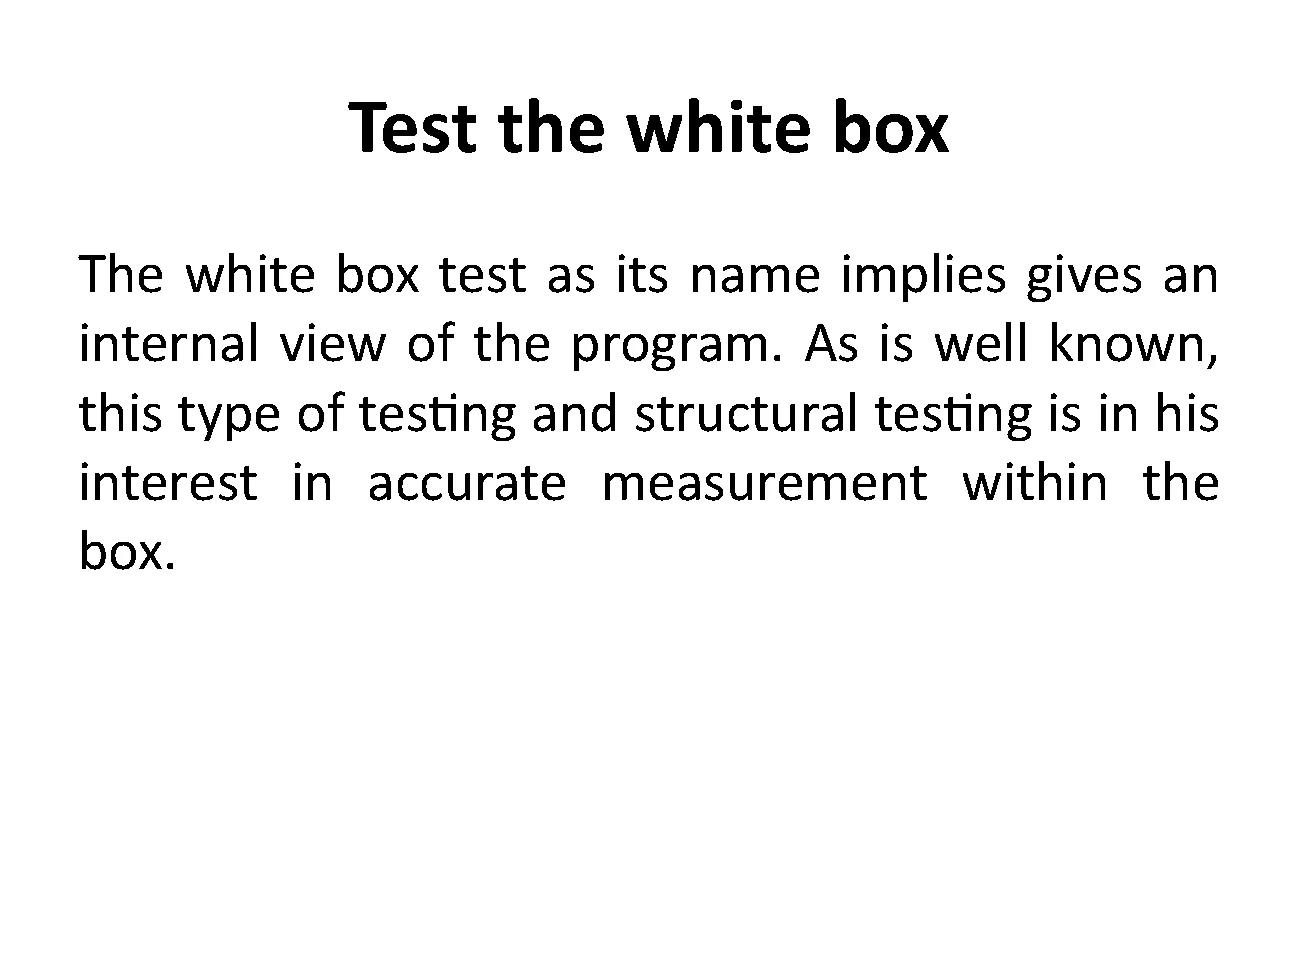 Test the white box
The white box test as its name implies gives an
internal view of the program. As is well known,
this type of testing and structural testing is in his
interest in accurate measurement within the
box.